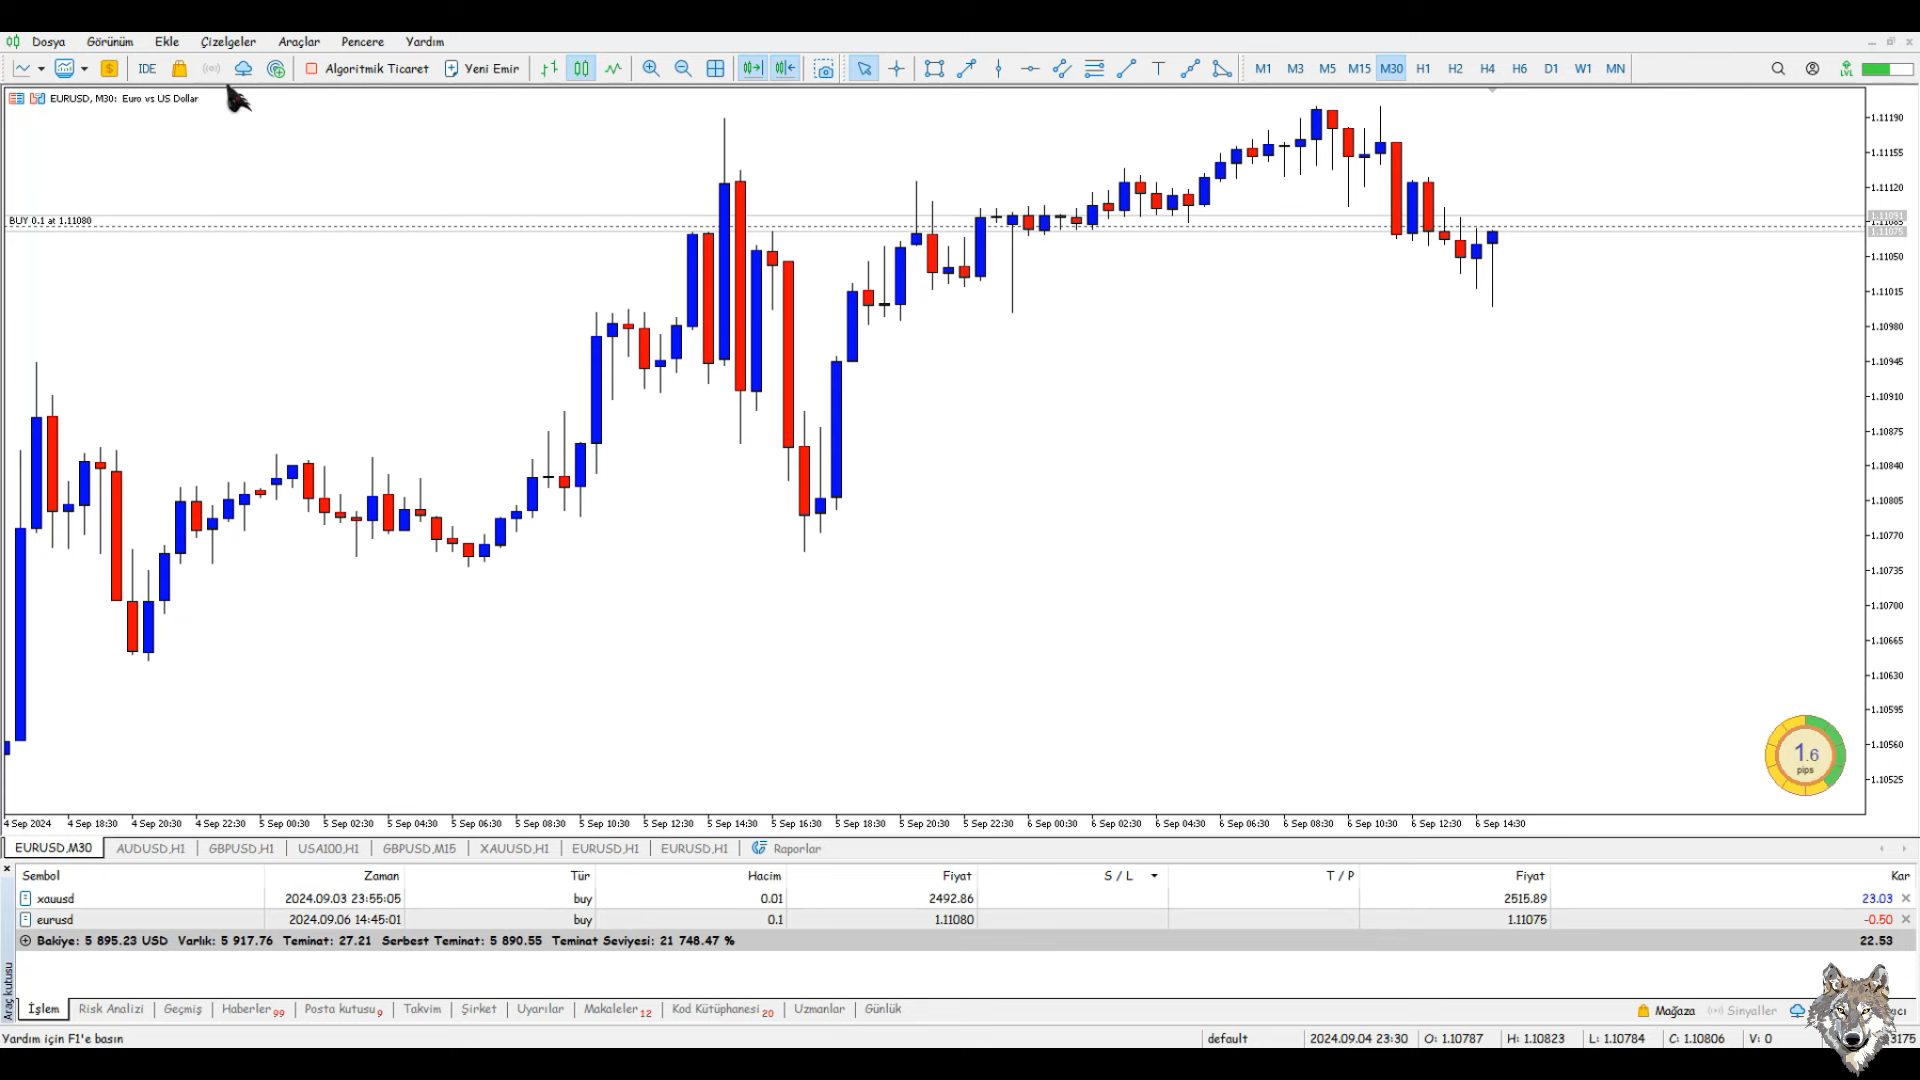 Dosya Görünüm Ekle Çizelgeler Araçlar Pencere Yardım
IDE Algoritmik Ticaret Yeni Emir T M1 M3 M5 M15 M30 H1 H2 H4 H6 D1 W1 MN LVL
EURUSD, M30: Euro vs US Dollar
BUY 0.1 at 1.11080
1.11190
1.11155
1.11120
1.11091
1.11085
1.11075
1.11050
1.11015
1.10980
1.10945
1.10910
1.10875
1.10840
1.10805
1.10770
1.10735
1.10700
1.10665
1.10630
1.10595
1.10560
1.10525
1.6
pips
4 Sep 2024 4 Sep 18:30 4 Sep 20:30 4 Sep 22:30 5 Sep 00:30 5 Sep 02:30 5 Sep 04:30 5 Sep 06:30 5 Sep 08:30 5 Sep 10:30 5 Sep 12:30 5 Sep 14:30 5 Sep 16:30 5 Sep 18:30 5 Sep 20:30 5 Sep 22:30 6 Sep 00:30 6 Sep 02:30 6 Sep 04:30 6 Sep 06:30 6 Sep 08:30 6 Sep 10:30 6 Sep 12:30 6 Sep 14:30
EURUSD,M30 AUDUSD,H1 GBPUSD,H1 USA100,H1 GBPUSD,M15 XAUUSD,H1 EURUSD,H1 EURUSD,H1 Raporlar
Sembol Zaman Tür Hacim Fiyat S / L T / P Fiyat Kar
xauusd 2024.09.03 23:55:05 buy 0.01 2492.86 2515.89 23.03
eurusd 2024.09.06 14:45:01 buy 0.1 1.11080 1.11075 -0.50
Bakiye: 5 895.23 USD Varlık: 5 917.76 Teminat: 27.21 Serbest Teminat: 5 890.55 Teminat Seviyesi: 21 748.47 % 22.53
Araç kutusu
İşlem Risk Analizi Geçmiş Haberler 99 Posta kutusu 9 Takvim Şirket Uyarılar Makaleler 12 Kod Kütüphanesi 20 Uzmanlar Günlük Mağaza Sinyaller
Yardım için F1'e basın default 2024.09.04 23:30 O: 1.10787 H: 1.10823 L: 1.10784 C: 1.10806 V: 0